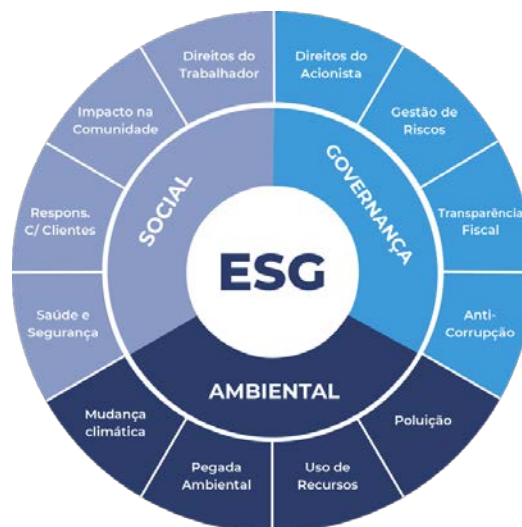 Direitos do
Trabalhador
Direitos do
Acionista
Impacto na
Comunidade
Gestão de
Riscos
Respons.
C/ Clientes
Transparência
Fiscal
Saúde e
Segurança
Anti-
Corrupção
SOCIAL
GOVERNANÇA
ESG
AMBIENTAL
Mudança
climática
Pegada
Ambiental
Uso de
Recursos
Poluição